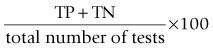 TP + TN
total number of tests
×100